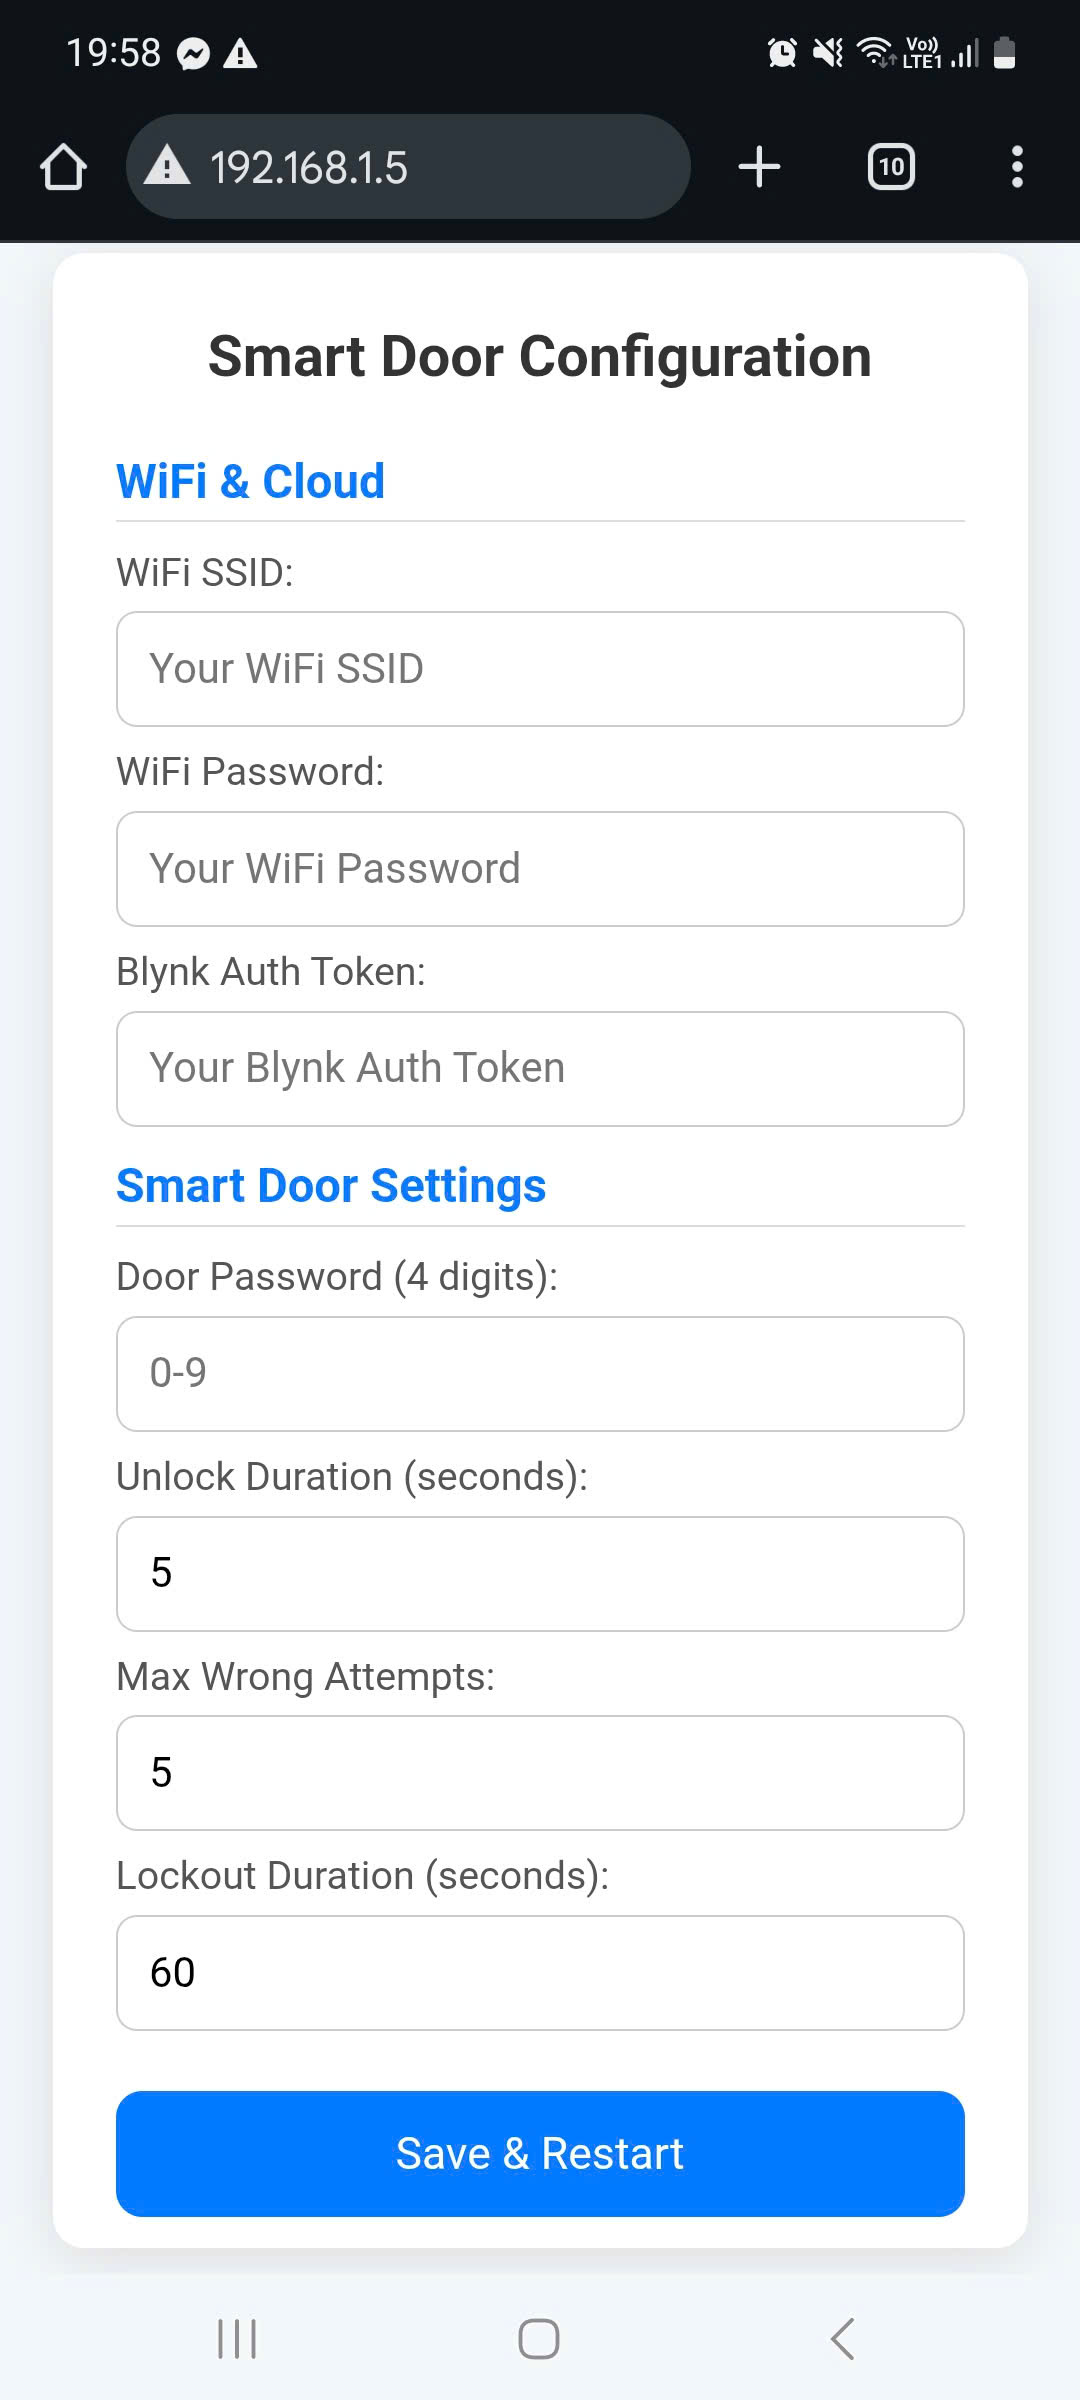 19:58
Vo))
LTE1
192.168.1.5
10
Smart Door Configuration
WiFi & Cloud
WiFi SSID:
Your WiFi SSID
WiFi Password:
Your WiFi Password
Blynk Auth Token:
Your Blynk Auth Token
Smart Door Settings
Door Password (4 digits):
0-9
Unlock Duration (seconds):
5
Max Wrong Attempts:
5
Lockout Duration (seconds):
60
Save & Restart